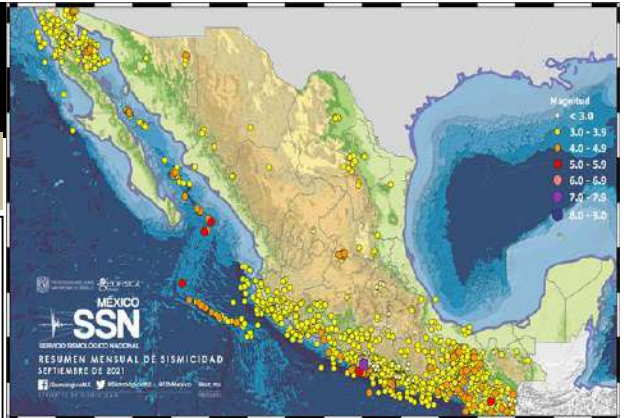 Magnitud
< 3.0
3.0 - 3.9
4.0 - 4.9
5.0 - 5.9
6.0 - 6.9
7.0 - 7.9
8.0 - 9.0
MÉXICO
SSN
SERVICIO SISMOLÓGICO NACIONAL
RESUMEN MENSUAL DE SISMICIDAD
SEPTIEMBRE DE 2021